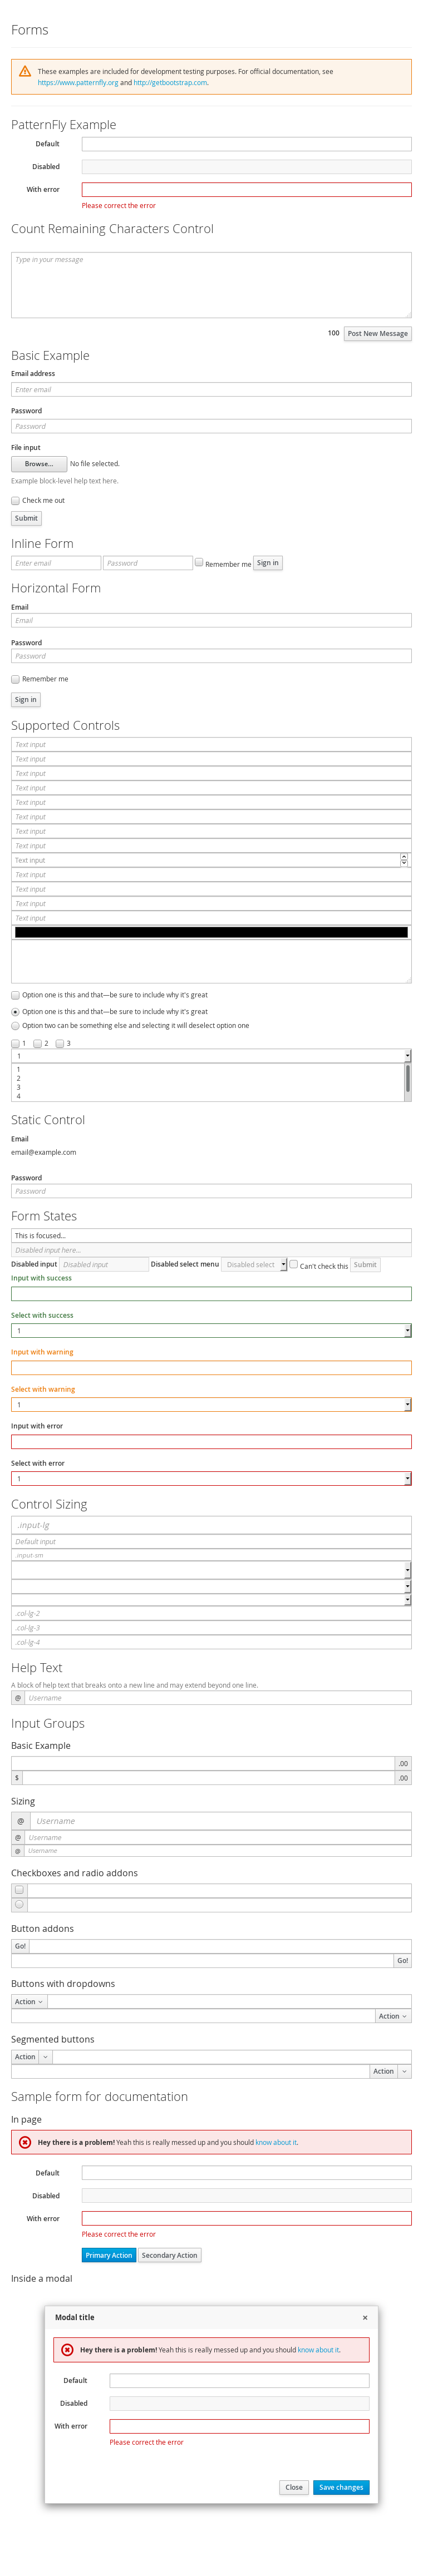 Forms
These examples are included for development testing purposes. For official documentation, see
https://www.patternfly.org and http://getbootstrap.com.
PatternFly Example
Default
Disabled
With error
Please correct the error
Count Remaining Characters Control
Type in your message
100 Post New Message
Basic Example
Email address
Enter email
Password
Password
File input
Browse... No file selected.
Example block-level help text here.
Check me out
Submit
Inline Form
Enter email Password Remember me Sign in
Horizontal Form
Email
Email
Password
Password
Remember me
Sign in
Supported Controls
Text input
Text input
Text input
Text input
Text input
Text input
Text input
Text input
Text input
Text input
Text input
Text input
Text input
Option one is this and that—be sure to include why it's great
Option one is this and that—be sure to include why it's great
Option two can be something else and selecting it will deselect option one
1 2 3
1
1
2
3
4
Static Control
Email
email@example.com
Password
Password
Form States
This is focused...
Disabled input here...
Disabled input Disabled input Disabled select menu Disabled select Can't check this Submit
Input with success
Select with success
1
Input with warning
Select with warning
1
Input with error
Select with error
1
Control Sizing
.input-lg
Default input
.input-sm
.col-lg-2
.col-lg-3
.col-lg-4
Help Text
A block of help text that breaks onto a new line and may extend beyond one line.
@ Username
Input Groups
Basic Example
.00
$ .00
Sizing
@ Username
@ Username
@ Username
Checkboxes and radio addons
Button addons
Go!
Go!
Buttons with dropdowns
Action
Action
Segmented buttons
Action
Action
Sample form for documentation
In page
Hey there is a problem! Yeah this is really messed up and you should know about it.
Default
Disabled
With error
Please correct the error
Primary Action Secondary Action
Inside a modal
Modal title ×
Hey there is a problem! Yeah this is really messed up and you should know about it.
Default
Disabled
With error
Please correct the error
Close Save changes